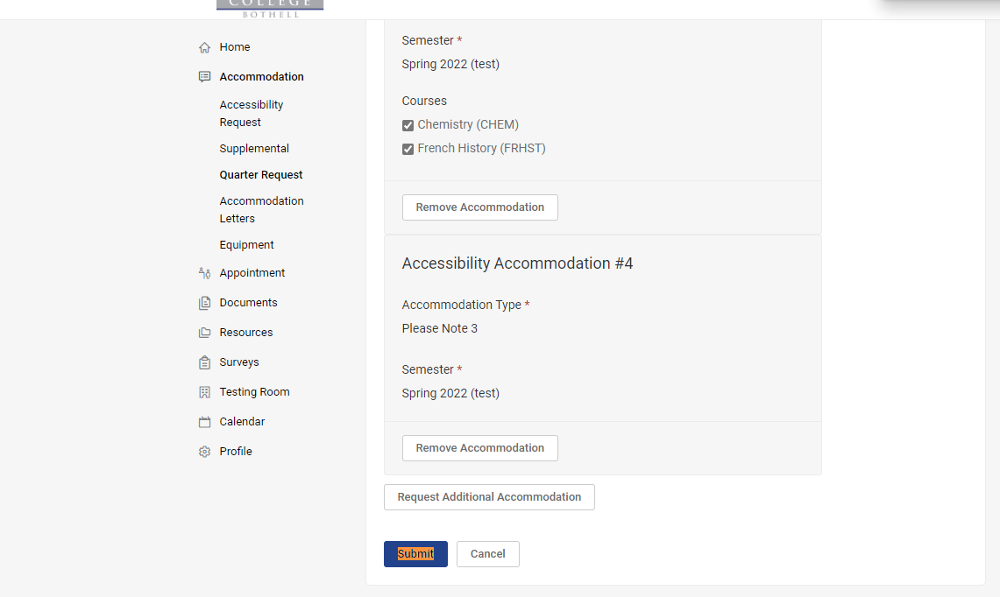 COLLEGE
BOTHELL
Home
Accommodation
Accessibility
Request
Supplemental
Quarter Request
Accommodation
Letters
Equipment
Appointment
Documents
Resources
Surveys
Testing Room
Calendar
Profile
Semester *
Spring 2022 (test)
Courses
Chemistry (CHEM)
French History (FRHST)
Remove Accommodation
Accessibility Accommodation #4
Accommodation Type *
Please Note 3
Semester *
Spring 2022 (test)
Remove Accommodation
Request Additional Accommodation
Submit Cancel